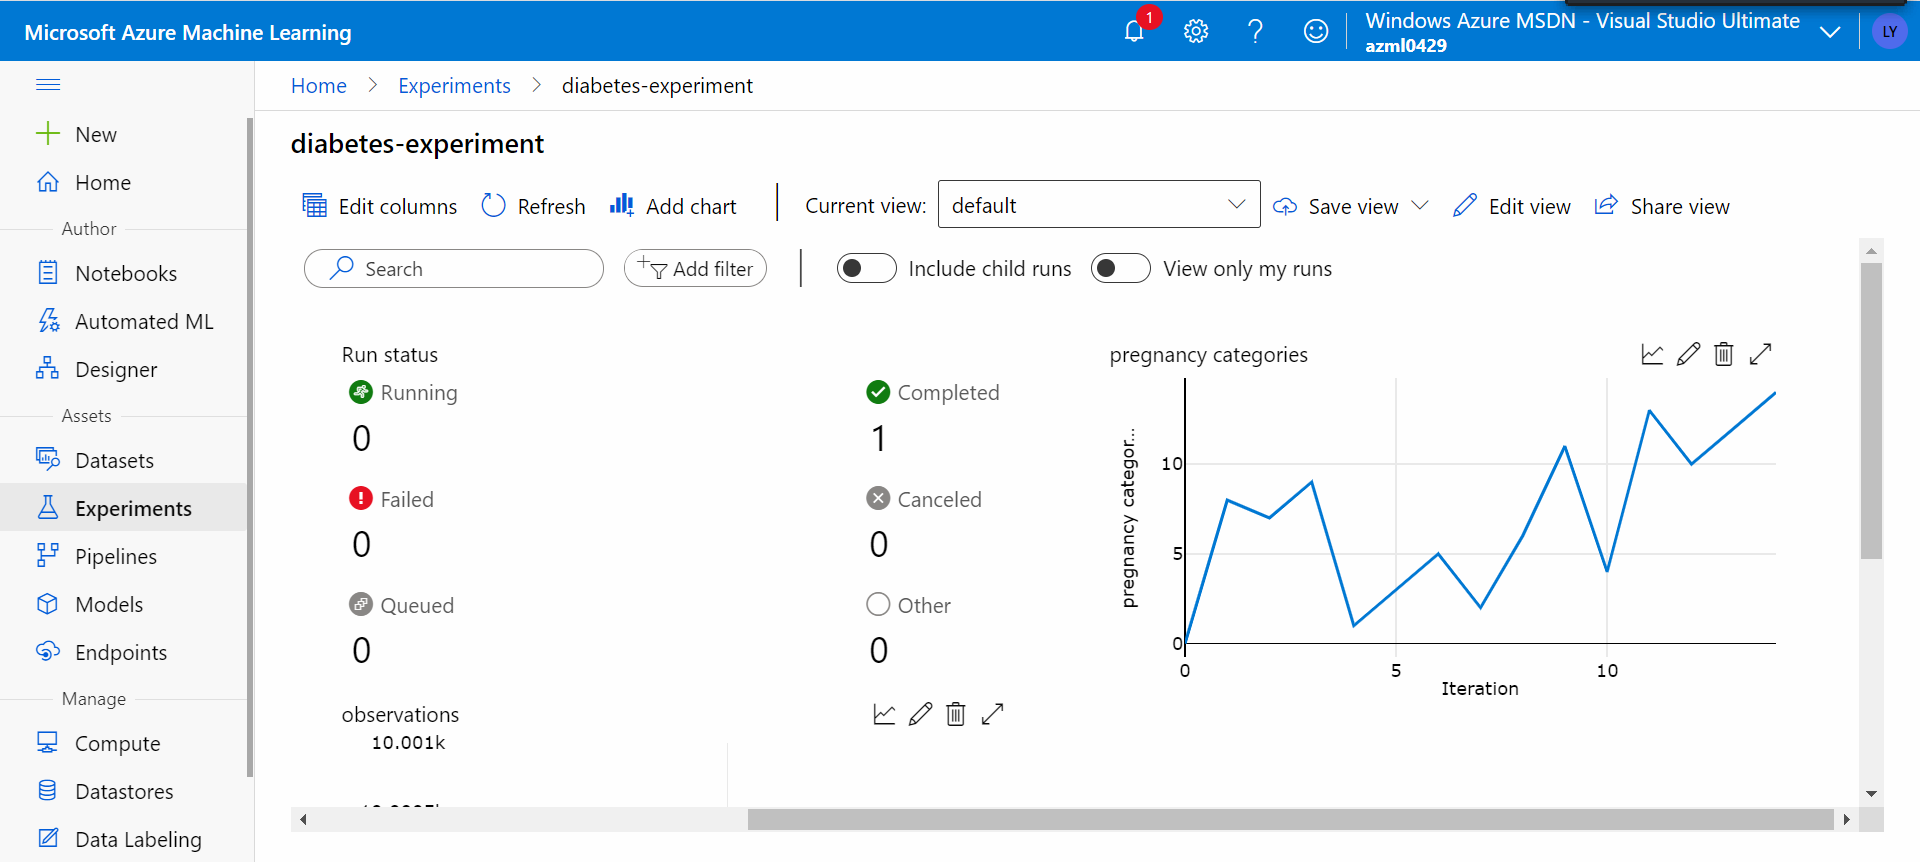 Microsoft Azure Machine Learning
1
Windows Azure MSDN - Visual Studio Ultimate
azml0429
LY
New
Home
Author
Notebooks
Automated ML
Designer
Assets
Datasets
Experiments
Pipelines
Models
Endpoints
Manage
Compute
Datastores
Data Labeling
Home > Experiments > diabetes-experiment
diabetes-experiment
Edit columns
Refresh
Add chart
Current view:
default
Save view
Edit view
Share view
Search
Add filter
Include child runs
View only my runs
Run status
Running
0
Completed
1
Failed
0
Canceled
0
Queued
0
Other
0
observations
10.001k
pregnancy categories
pregnancy categor...
10
5
0
0
5
10
Iteration